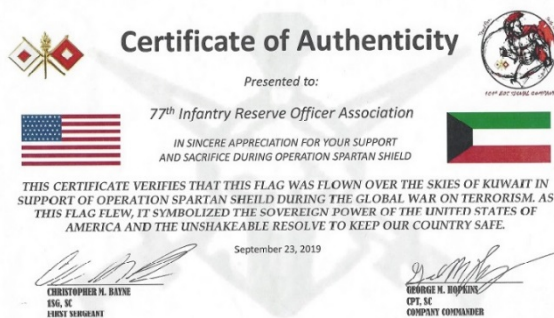 Certificate of Authenticity
Presented to:
77th Infantry Reserve Officer Association
IN SINCERE APPRECIATION FOR YOUR SUPPORT
AND SACRIFICE DURING OPERATION SPARTAN SHIELD
THIS CERTIFICATE VERIFIES THAT THIS FLAG WAS FLOWN OVER THE SKIES OF KUWAIT IN
SUPPORT OF OPERATION SPARTAN SHEILD DURING THE GLOBAL WAR ON TERRORISM. AS
THIS FLAG FLEW, IT SYMBOLIZED THE SOVEREIGN POWER OF THE UNITED STATES OF
AMERICA AND THE UNSHAKEABLE RESOLVE TO KEEP OUR COUNTRY SAFE.
September 23, 2019
CHRISTOPHER M. BAYNE
1SG, SC
FIRST SERGEANT
GEORGE M. HOPKINS
CPT, SC
COMPANY COMMANDER